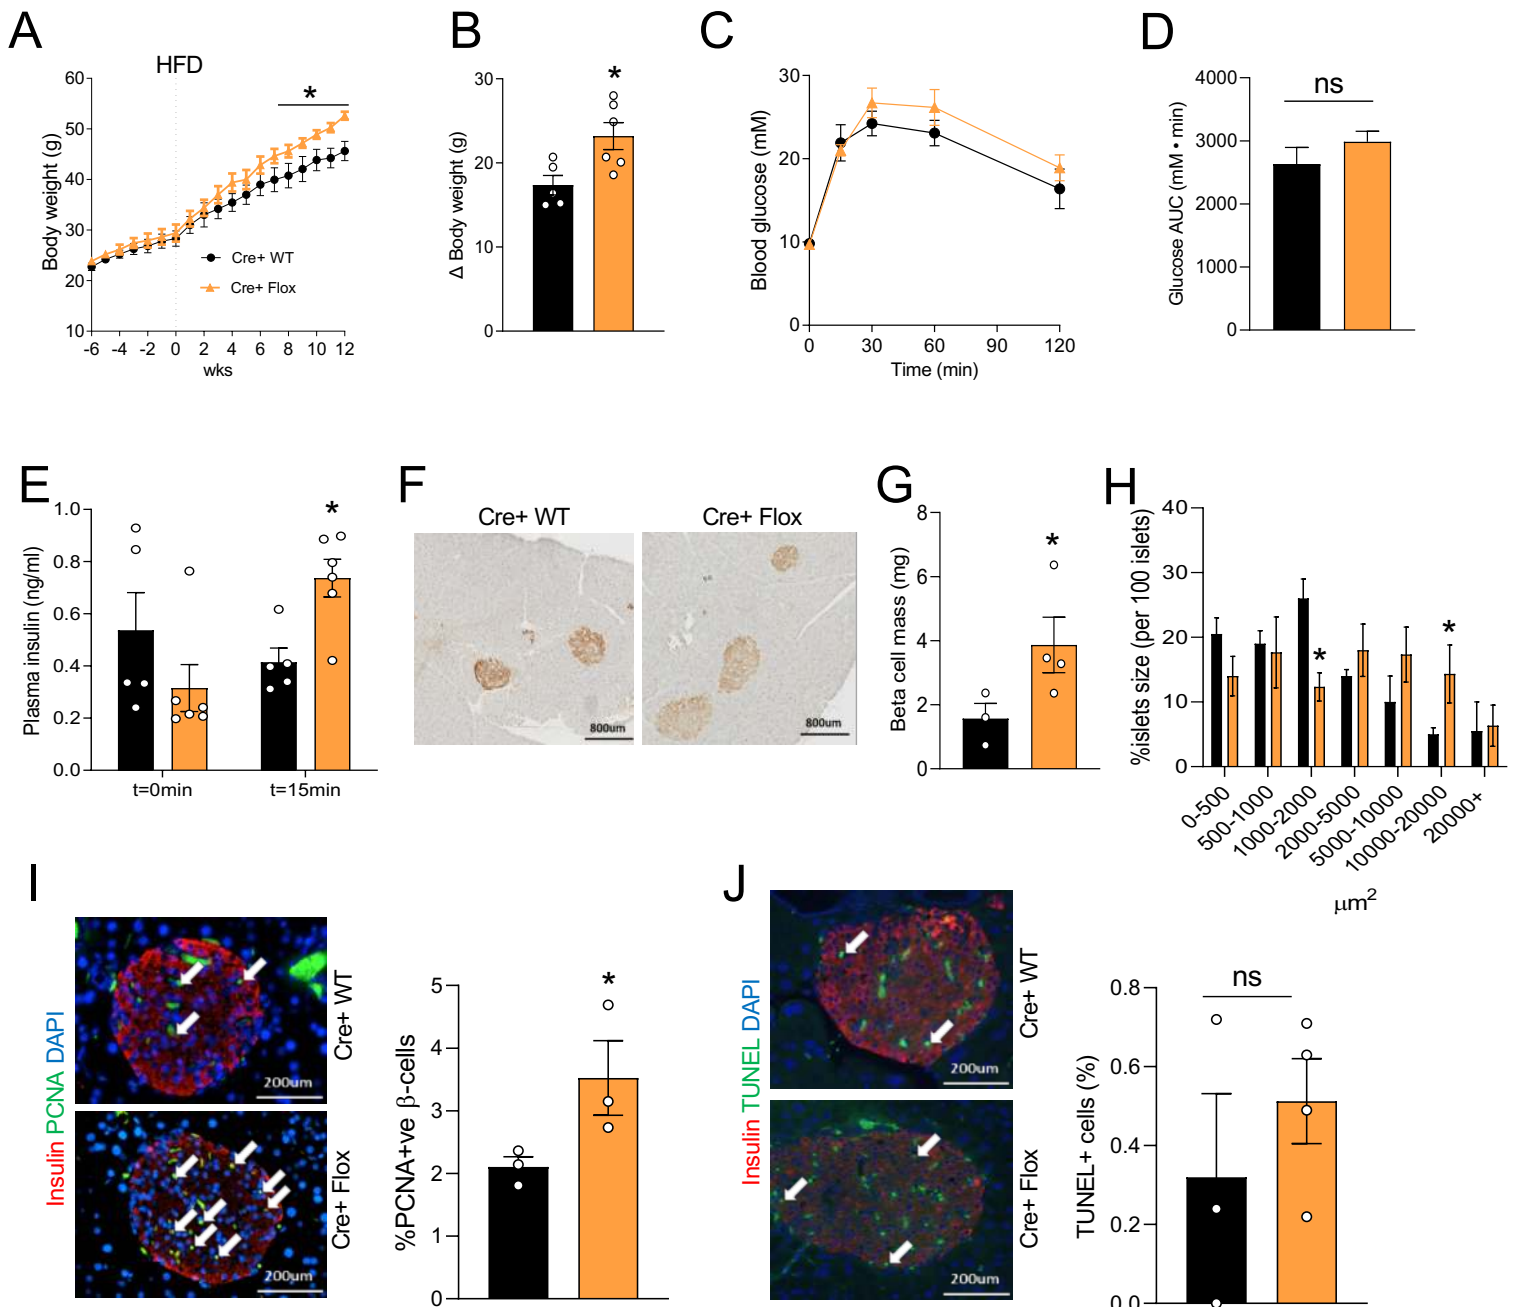 A
HFD
*
Body weight (g)
60
50
40
30
20
10
Cre+ WT
Cre+ Flox
-6 -4 -2 0 2 4 6 8 10 12
wks
B
*
Δ Body weight (g)
30
20
10
0
C
Blood glucose (mM)
30
20
10
0
0 30 60 90 120
Time (min)
D
ns
Glucose AUC (mM • min)
4000
3000
2000
1000
0
E
*
Plasma insulin (ng/ml)
1.0
0.8
0.6
0.4
0.2
0.0
t=0min t=15min
F
Cre+ WT Cre+ Flox
800um 800um
G
*
Beta cell mass (mg)
8
6
4
2
0
H
%islets size (per 100 islets)
40
30
20
10
0
* *
0-500
500-1000
1000-2000
2000-5000
5000-10000
10000-20000
20000+
μm²
I
Insulin PCNA DAPI
Cre+ WT
200um
Cre+ Flox
200um
*
%PCNA+ve β-cells
5
4
3
2
1
0
J
Insulin TUNEL DAPI
Cre+ WT
200um
Cre+ Flox
200um
ns
TUNEL+ cells (%)
0.8
0.6
0.4
0.2
0.0